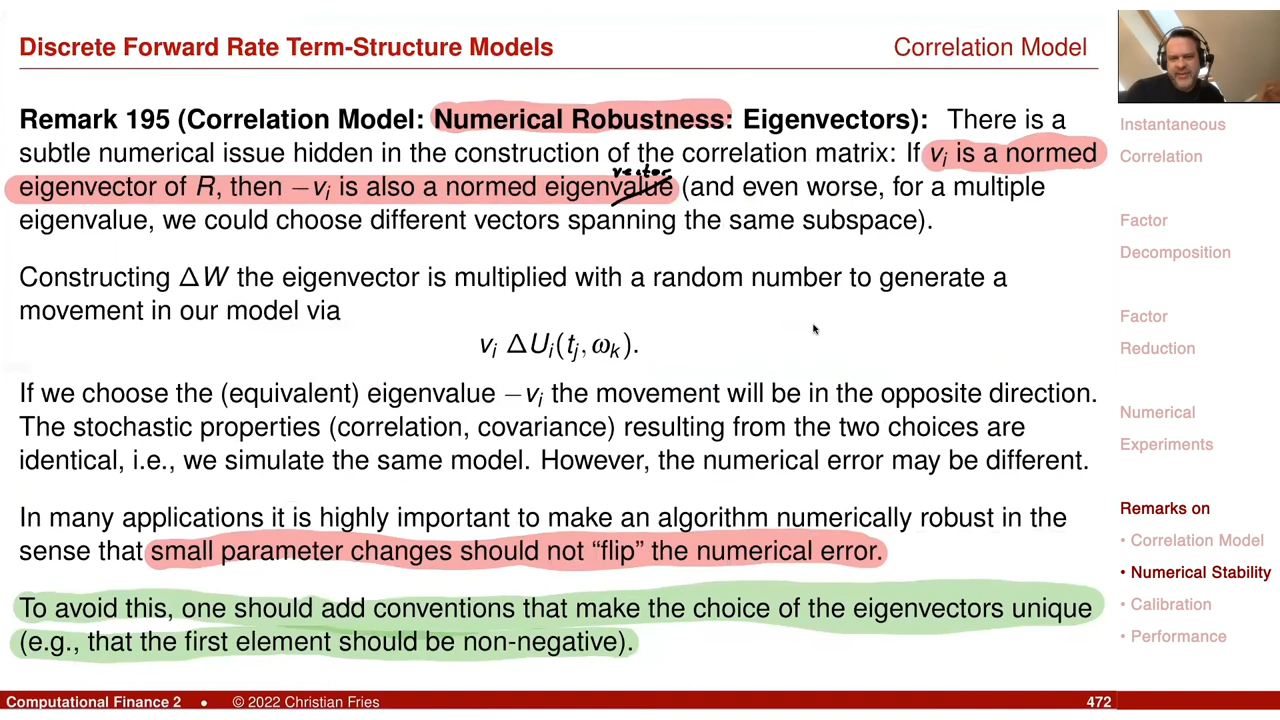 Discrete Forward Rate Term-Structure Models
Correlation Model
Remark 195 (Correlation Model: Numerical Robustness: Eigenvectors): There is a
subtle numerical issue hidden in the construction of the correlation matrix: If vᵢ is a normed
vector
eigenvector of R, then −vᵢ is also a normed eigenvalue (and even worse, for a multiple
eigenvalue, we could choose different vectors spanning the same subspace).
Constructing ΔW the eigenvector is multiplied with a random number to generate a
movement in our model via
vᵢ ΔUᵢ(tⱼ, ωₖ).
If we choose the (equivalent) eigenvalue −vᵢ the movement will be in the opposite direction.
The stochastic properties (correlation, covariance) resulting from the two choices are
identical, i.e., we simulate the same model. However, the numerical error may be different.
In many applications it is highly important to make an algorithm numerically robust in the
sense that small parameter changes should not “flip” the numerical error.
To avoid this, one should add conventions that make the choice of the eigenvectors unique
(e.g., that the first element should be non-negative).
Instantaneous
Correlation
Factor
Decomposition
Factor
Reduction
Numerical
Experiments
Remarks on
• Correlation Model
• Numerical Stability
• Calibration
• Performance
Computational Finance 2 • © 2022 Christian Fries
472